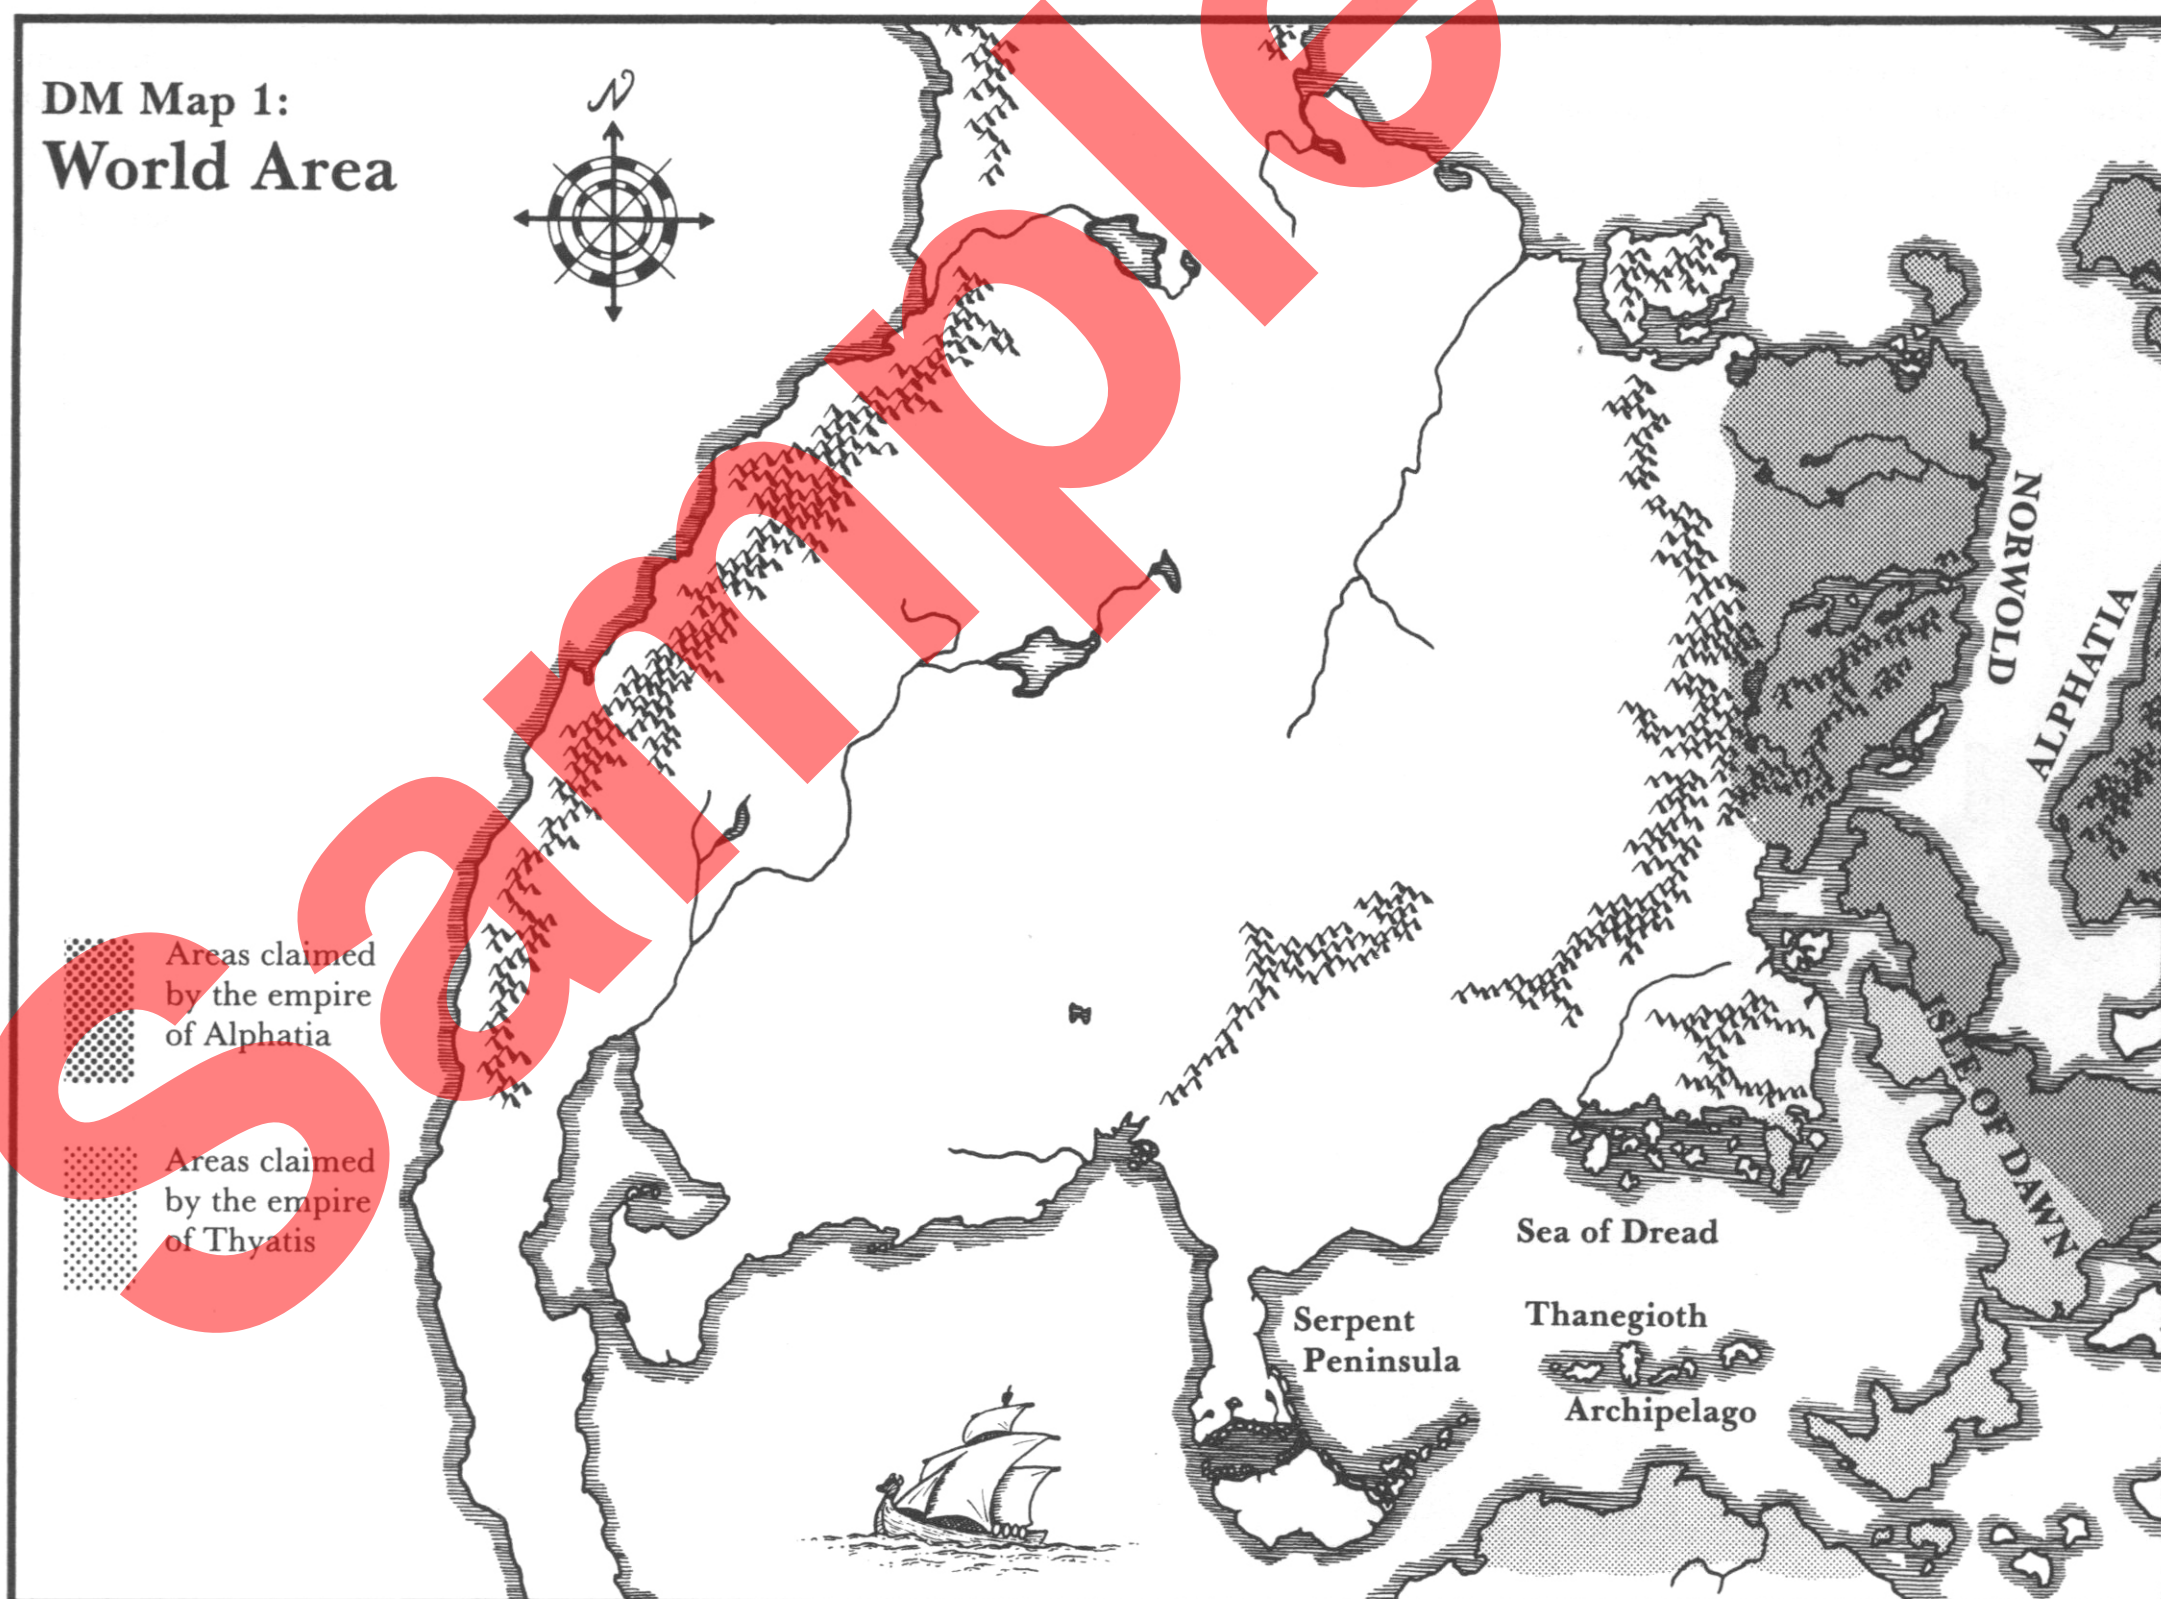 DM Map 1:
World Area
N
Areas claimed
by the empire
of Alphatia
Areas claimed
by the empire
of Thyatis
NORWOLD
ALPHATIA
ISLE OF DAWN
Sea of Dread
Serpent
Peninsula
Thanegioth
Archipelago
Sample